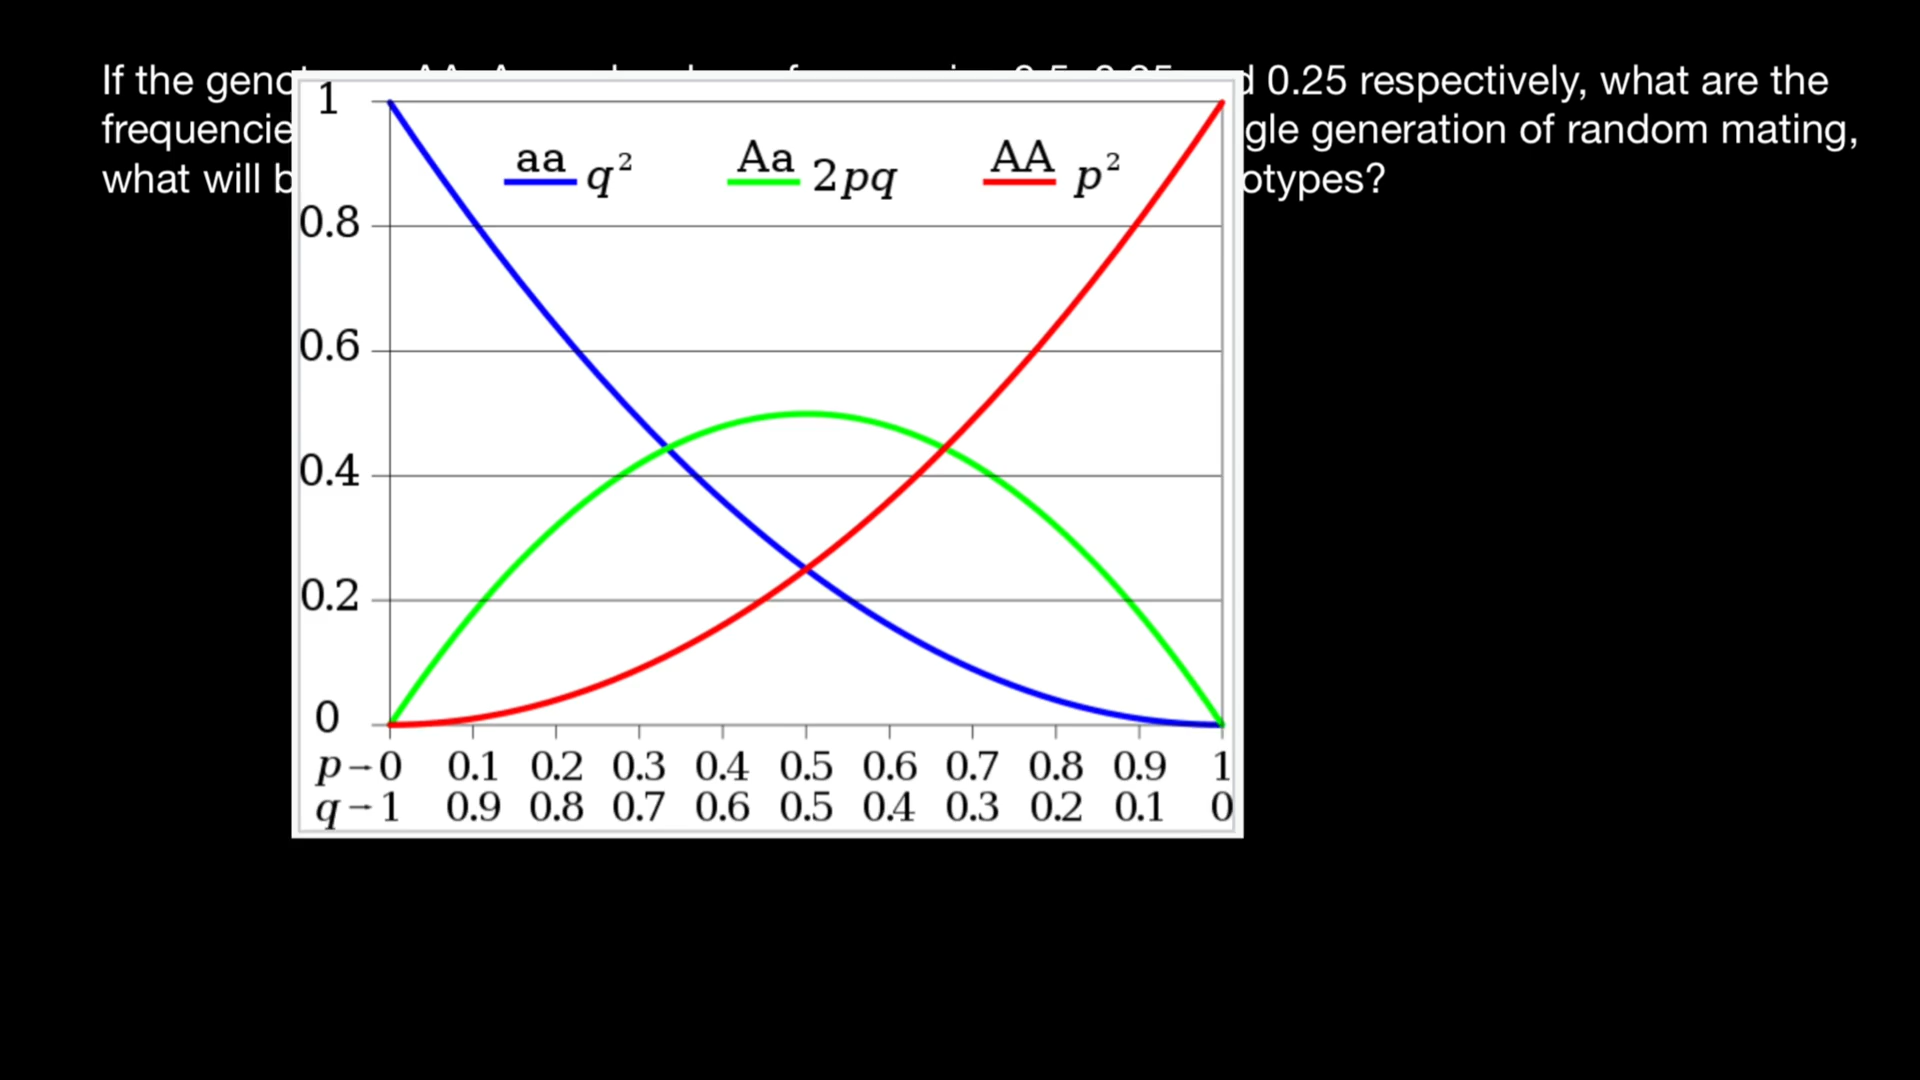 If the geno d 0.25 respectively, what are the
frequencie gle generation of random mating,
what will b otypes?
1
aa q² Aa 2pq AA p²
0.8
0.6
0.4
0.2
0
p→0 0.1 0.2 0.3 0.4 0.5 0.6 0.7 0.8 0.9 1
q→1 0.9 0.8 0.7 0.6 0.5 0.4 0.3 0.2 0.1 0